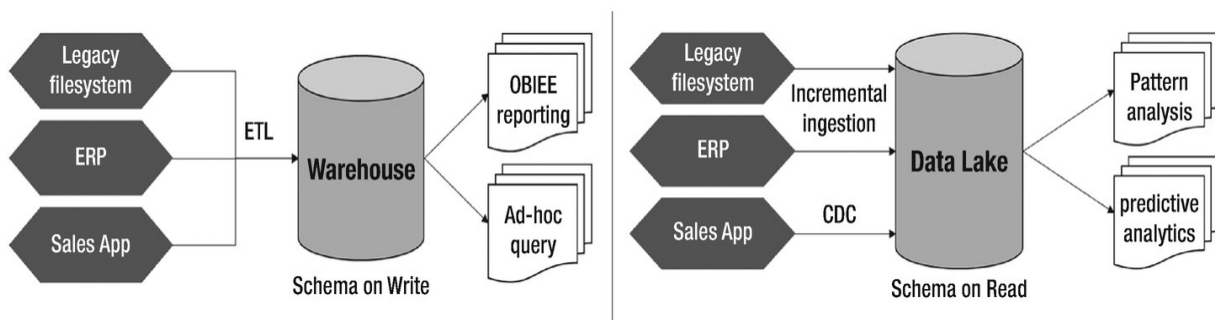 Legacy
filesystem
ERP
Sales App
ETL
Warehouse
Schema on Write
OBIEE
reporting
Ad-hoc
query
Legacy
filesystem
ERP
Sales App
Incremental
ingestion
CDC
Data Lake
Schema on Read
Pattern
analysis
predictive
analytics